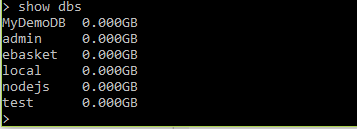 > show dbs
MyDemoDB  0.000GB
admin     0.000GB
ebasket   0.000GB
local     0.000GB
nodejs    0.000GB
test      0.000GB
>